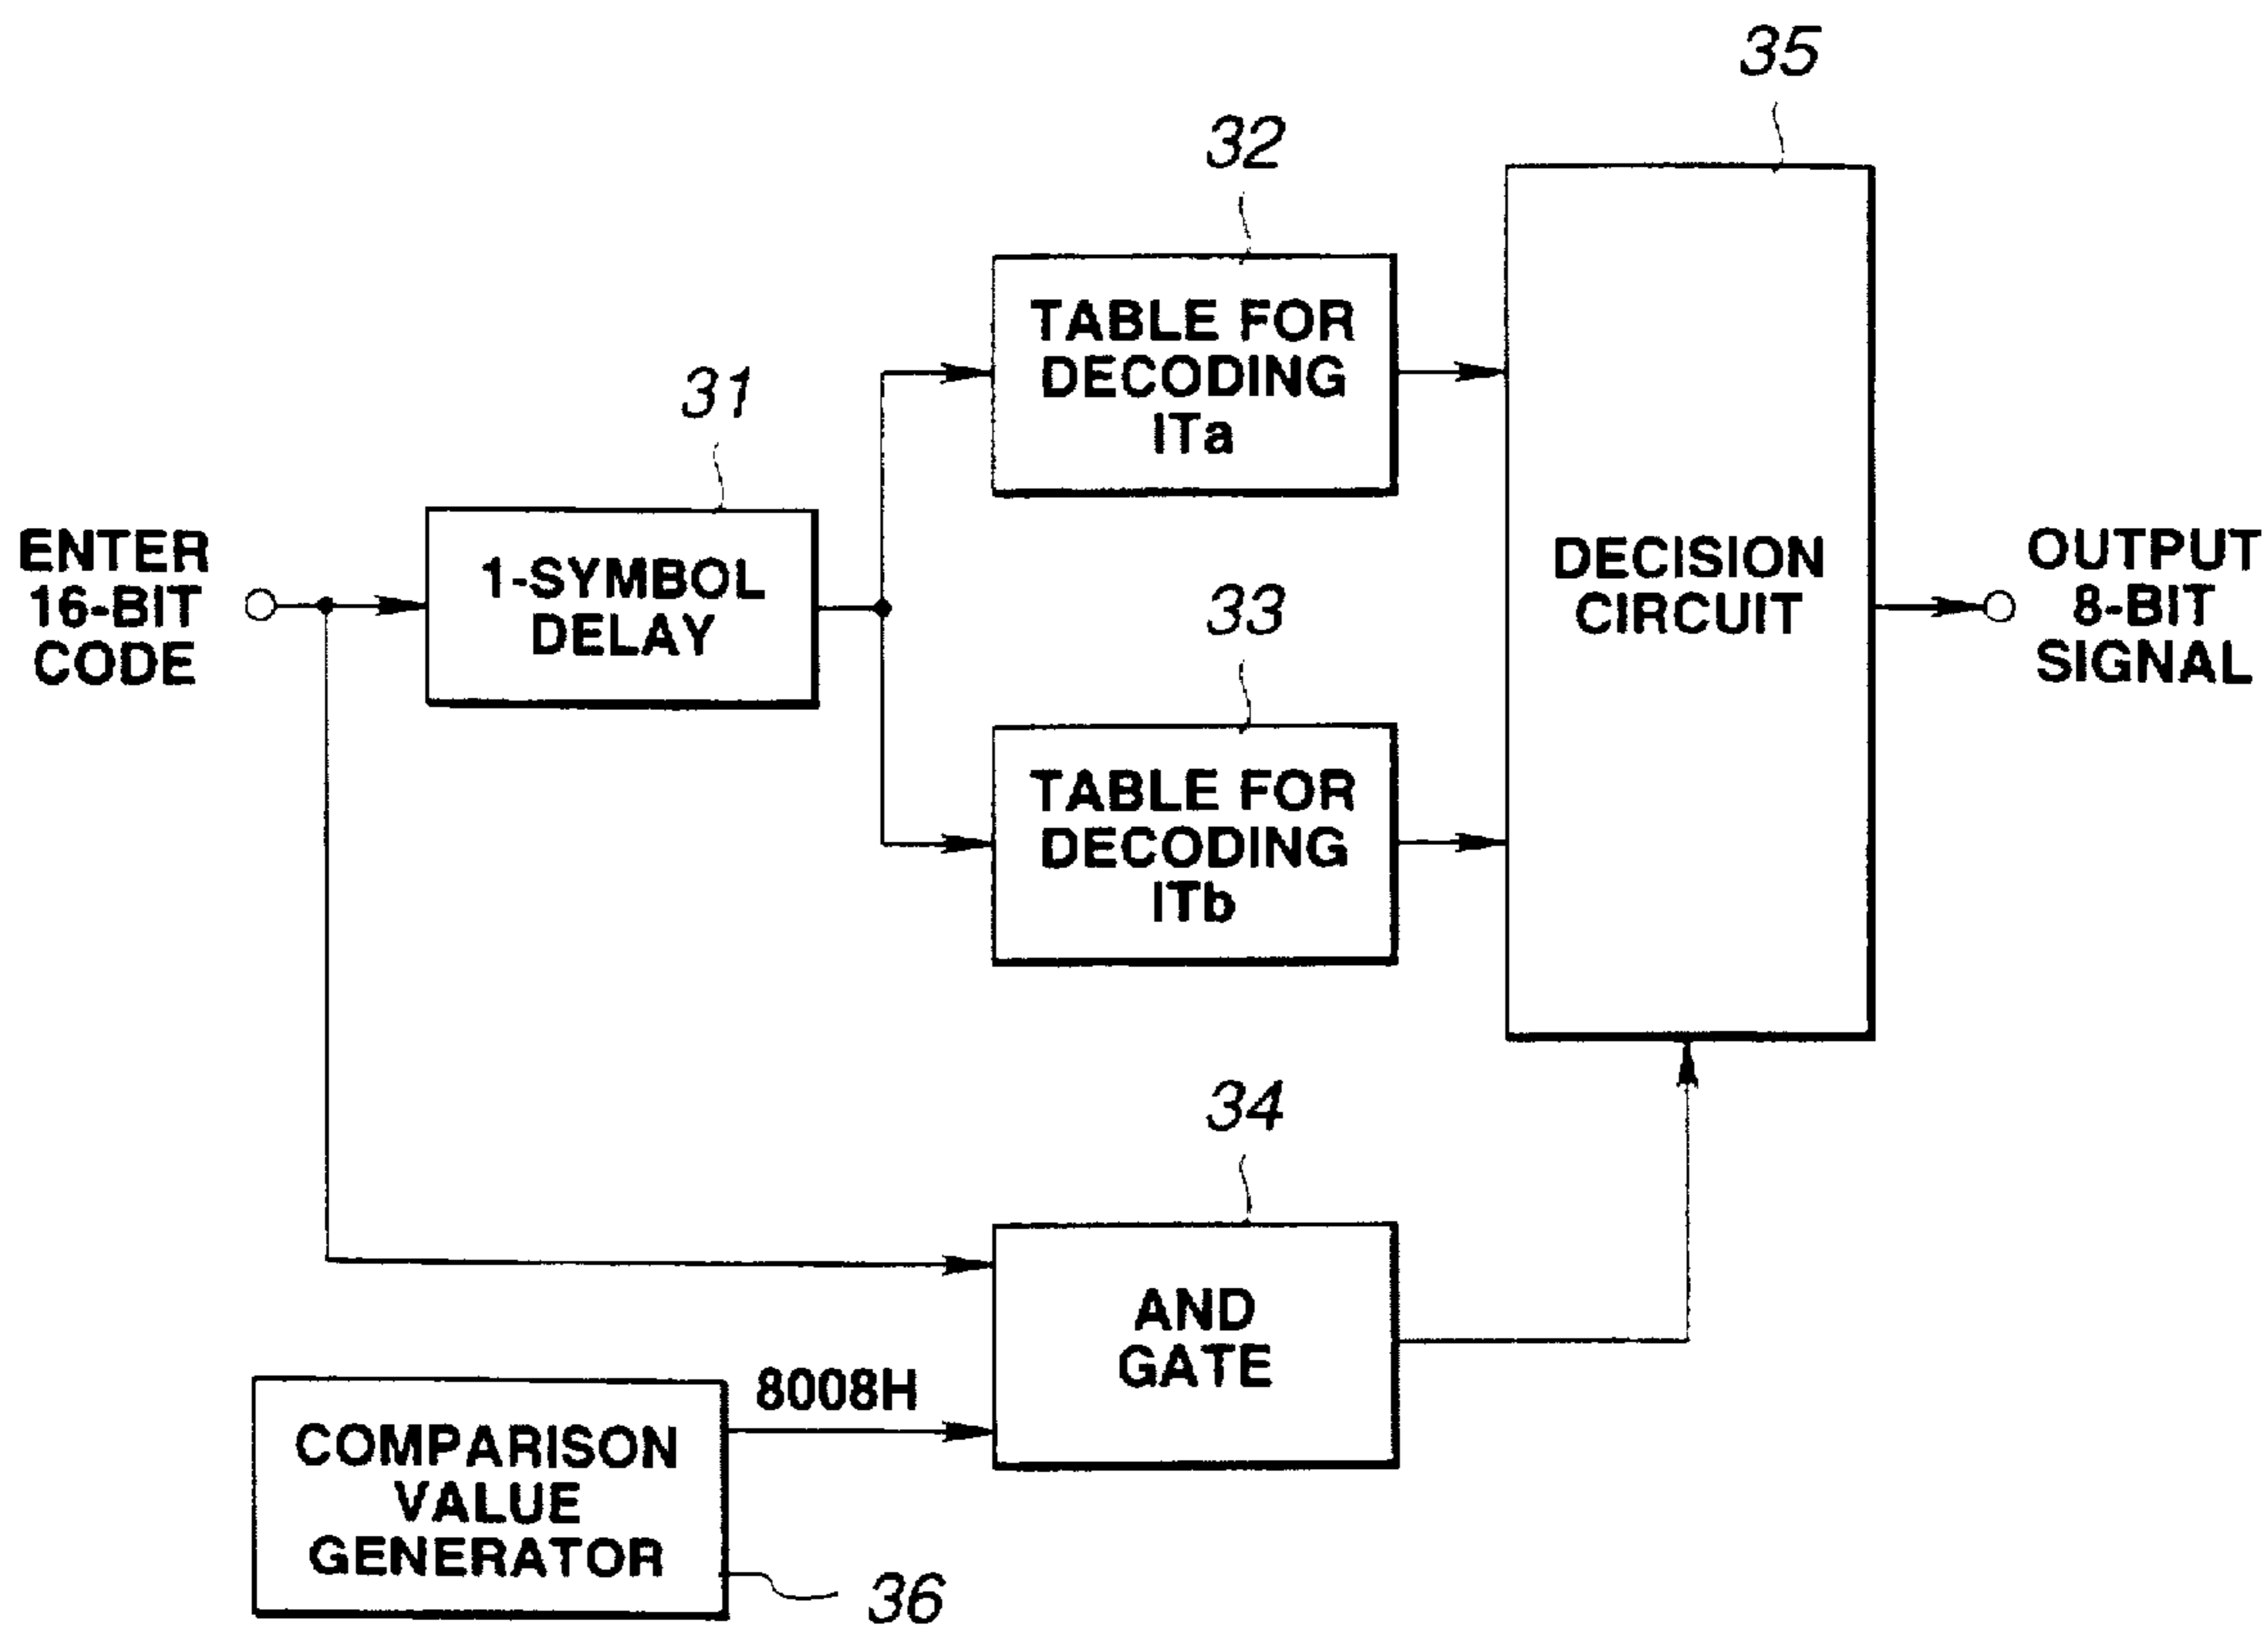 35
32
TABLE FOR
DECODING
ITa
31
ENTER
16-BIT
CODE
1-SYMBOL
DELAY
33
TABLE FOR
DECODING
ITb
DECISION
CIRCUIT
OUTPUT
8-BIT
SIGNAL
34
AND
GATE
8008H
COMPARISON
VALUE
GENERATOR
36